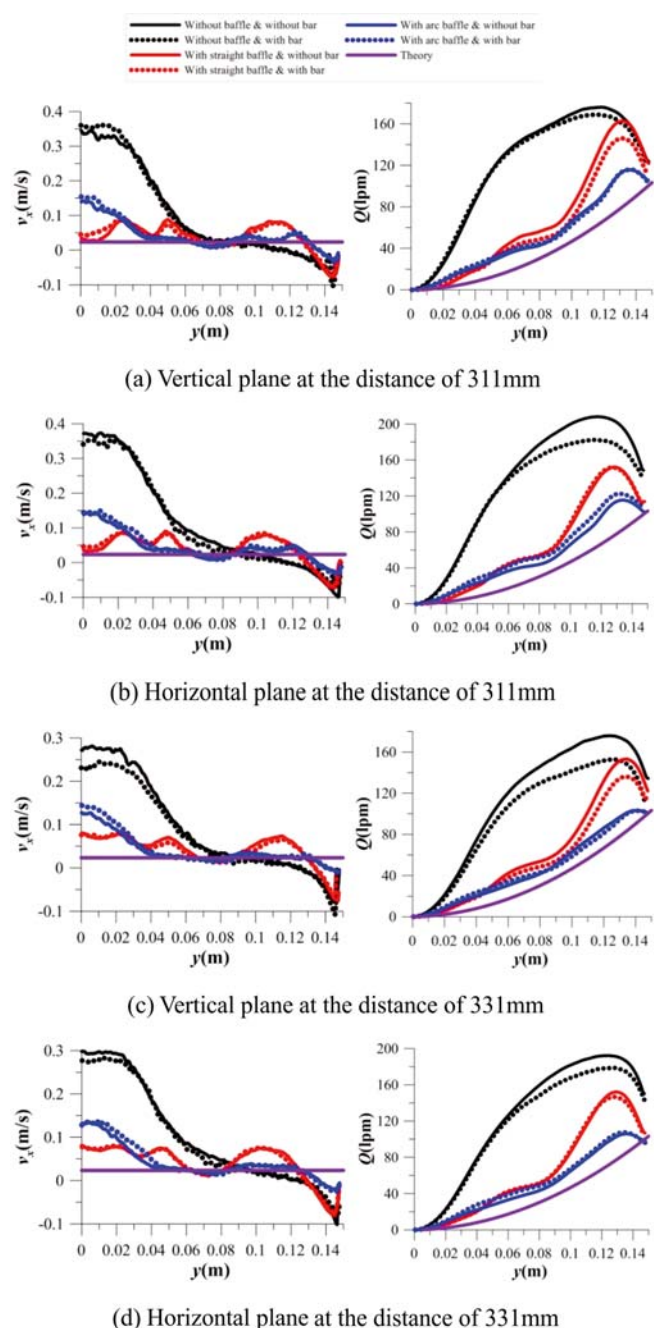 Without baffle & without bar
With arc baffle & without bar
Without baffle & with bar
With arc baffle & with bar
With straight baffle & without bar
Theory
With straight baffle & with bar
0.4
0.3
0.2
0.1
0
-0.1
vx(m/s)
0 0.02 0.04 0.06 0.08 0.1 0.12 0.14
y(m)
160
120
80
40
0
Q(lpm)
0 0.02 0.04 0.06 0.08 0.1 0.12 0.14
y(m)
(a) Vertical plane at the distance of 311mm
0.4
0.3
0.2
0.1
0
-0.1
vx(m/s)
0 0.02 0.04 0.06 0.08 0.1 0.12 0.14
y(m)
200
160
120
80
40
0
Q(lpm)
0 0.02 0.04 0.06 0.08 0.1 0.12 0.14
y(m)
(b) Horizontal plane at the distance of 311mm
0.3
0.2
0.1
0
-0.1
vx(m/s)
0 0.02 0.04 0.06 0.08 0.1 0.12 0.14
y(m)
160
120
80
40
0
Q(lpm)
0 0.02 0.04 0.06 0.08 0.1 0.12 0.14
y(m)
(c) Vertical plane at the distance of 331mm
0.3
0.2
0.1
0
-0.1
vx(m/s)
0 0.02 0.04 0.06 0.08 0.1 0.12 0.14
y(m)
200
160
120
80
40
0
Q(lpm)
0 0.02 0.04 0.06 0.08 0.1 0.12 0.14
y(m)
(d) Horizontal plane at the distance of 331mm